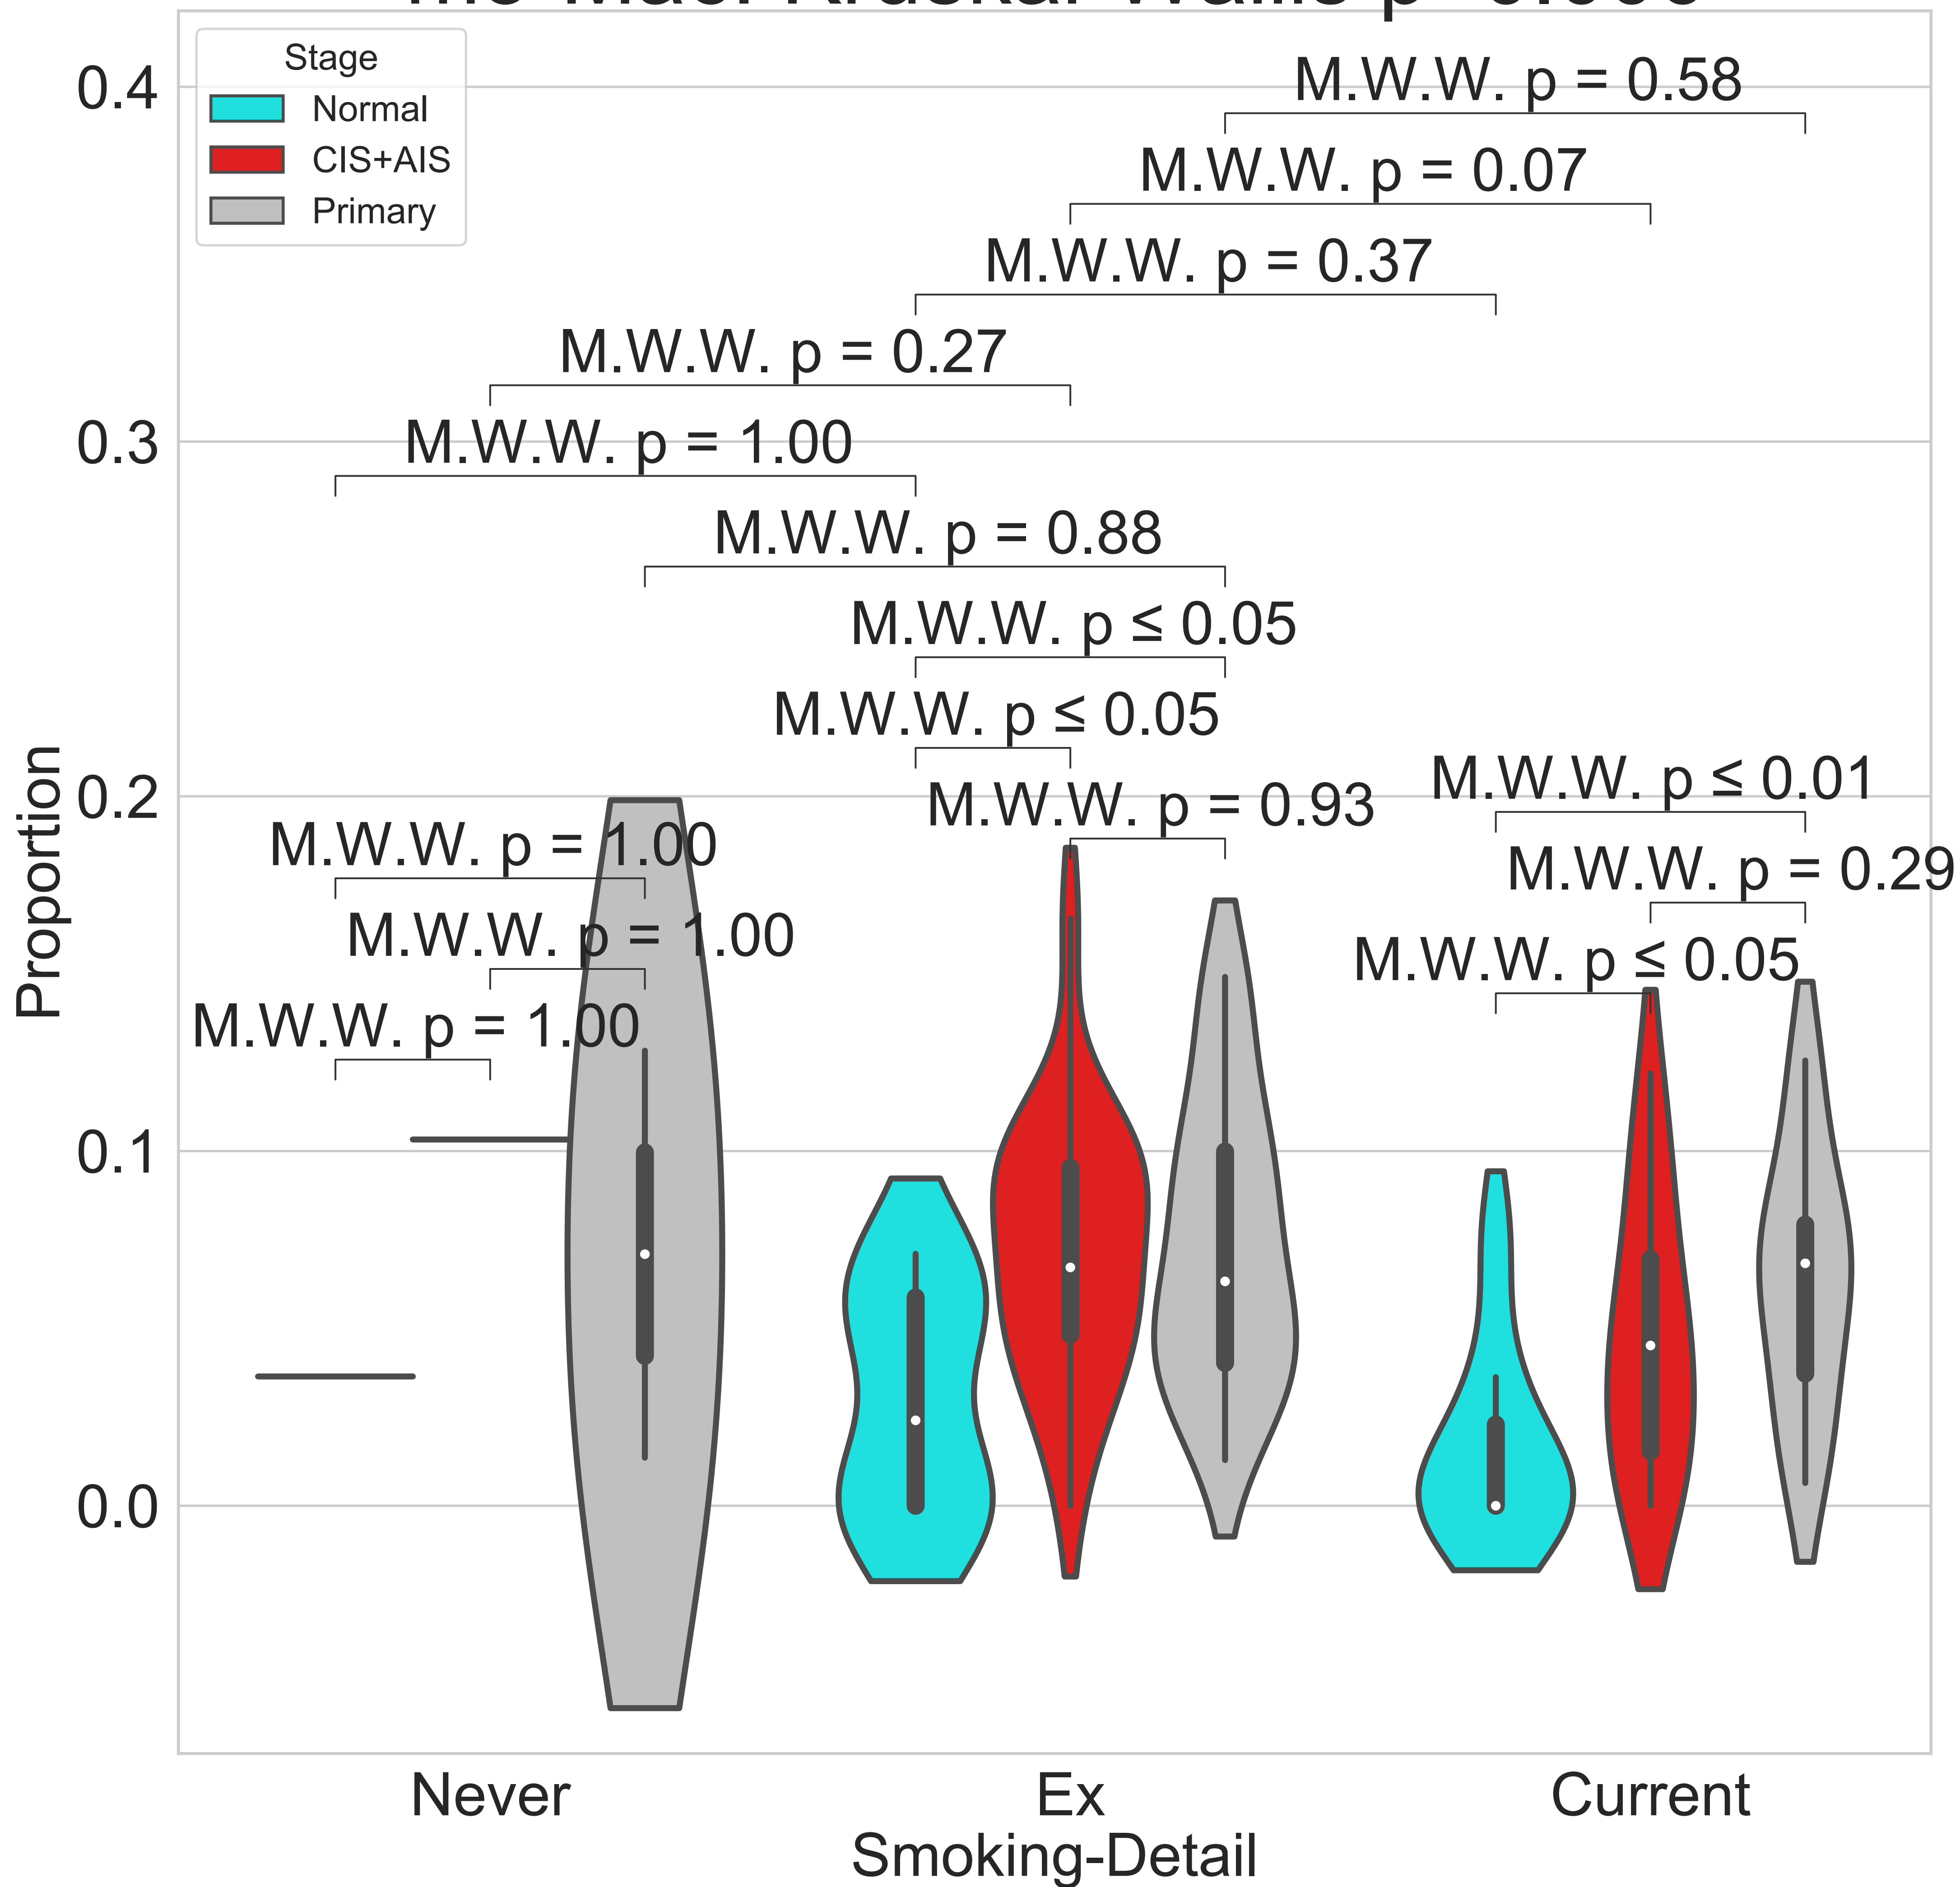 Stage
Normal
CIS+AIS
Primary
0.4
0.3
0.2
0.1
0.0
Proportion
M.W.W. p = 0.58
M.W.W. p = 0.07
M.W.W. p = 0.37
M.W.W. p = 0.27
M.W.W. p = 1.00
M.W.W. p = 0.88
M.W.W. p ≤ 0.05
M.W.W. p ≤ 0.05
M.W.W. p = 0.93
M.W.W. p ≤ 0.01
M.W.W. p = 1.00
M.W.W. p = 0.29
M.W.W. p = 1.00
M.W.W. p ≤ 0.05
M.W.W. p = 1.00
Never
Ex
Current
Smoking-Detail